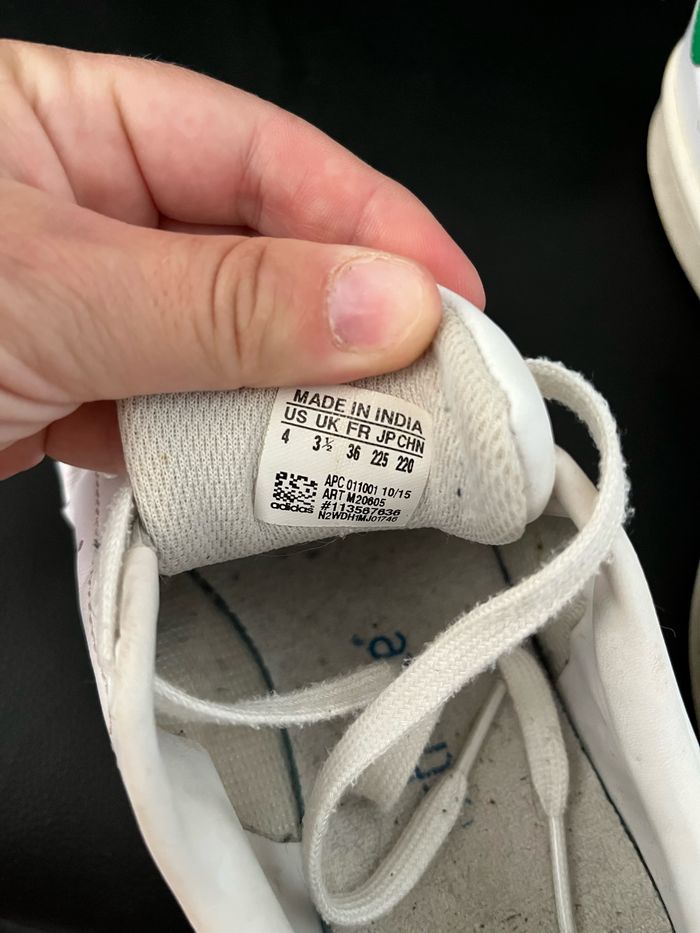 MADE IN INDIA
US UK FR JP CHN
4 3½ 36 225 220
APC 011001 10/15
ART M20605
#113567636
adidas
N2WDH1MJ01746